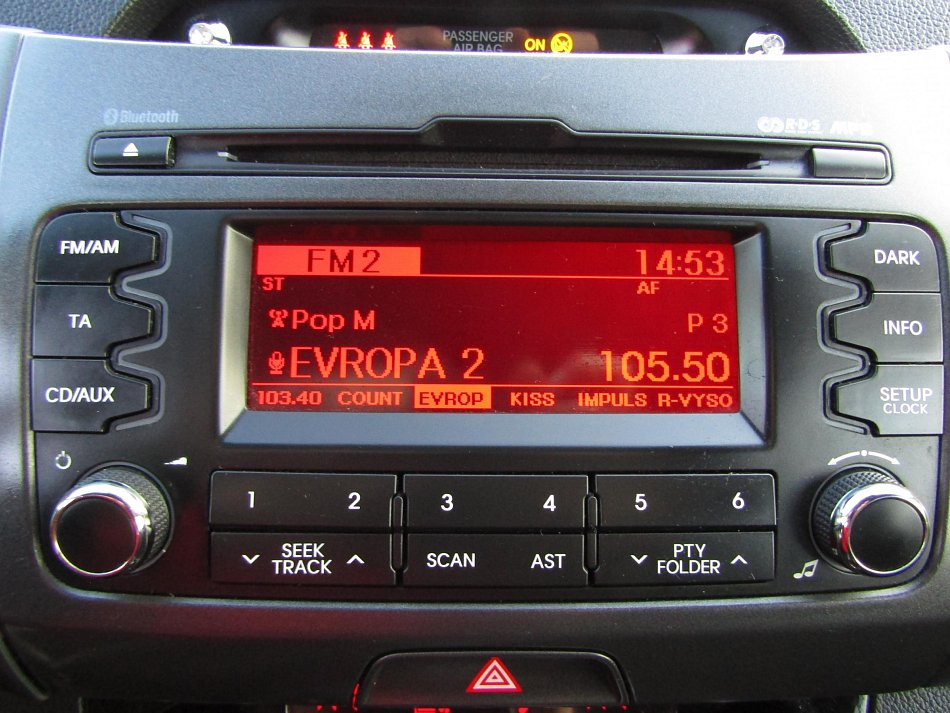 PASSENGER
AIR BAG ON
Bluetooth
R·D·S MP3
FM/AM
TA
CD/AUX
FM2 14:53
ST AF
Pop M P 3
EVROPA 2 105.50
103.40 COUNT EVROP KISS IMPULS R-VYSO
DARK
INFO
SETUP
CLOCK
1 2 3 4 5 6
SEEK
TRACK
SCAN AST
PTY
FOLDER